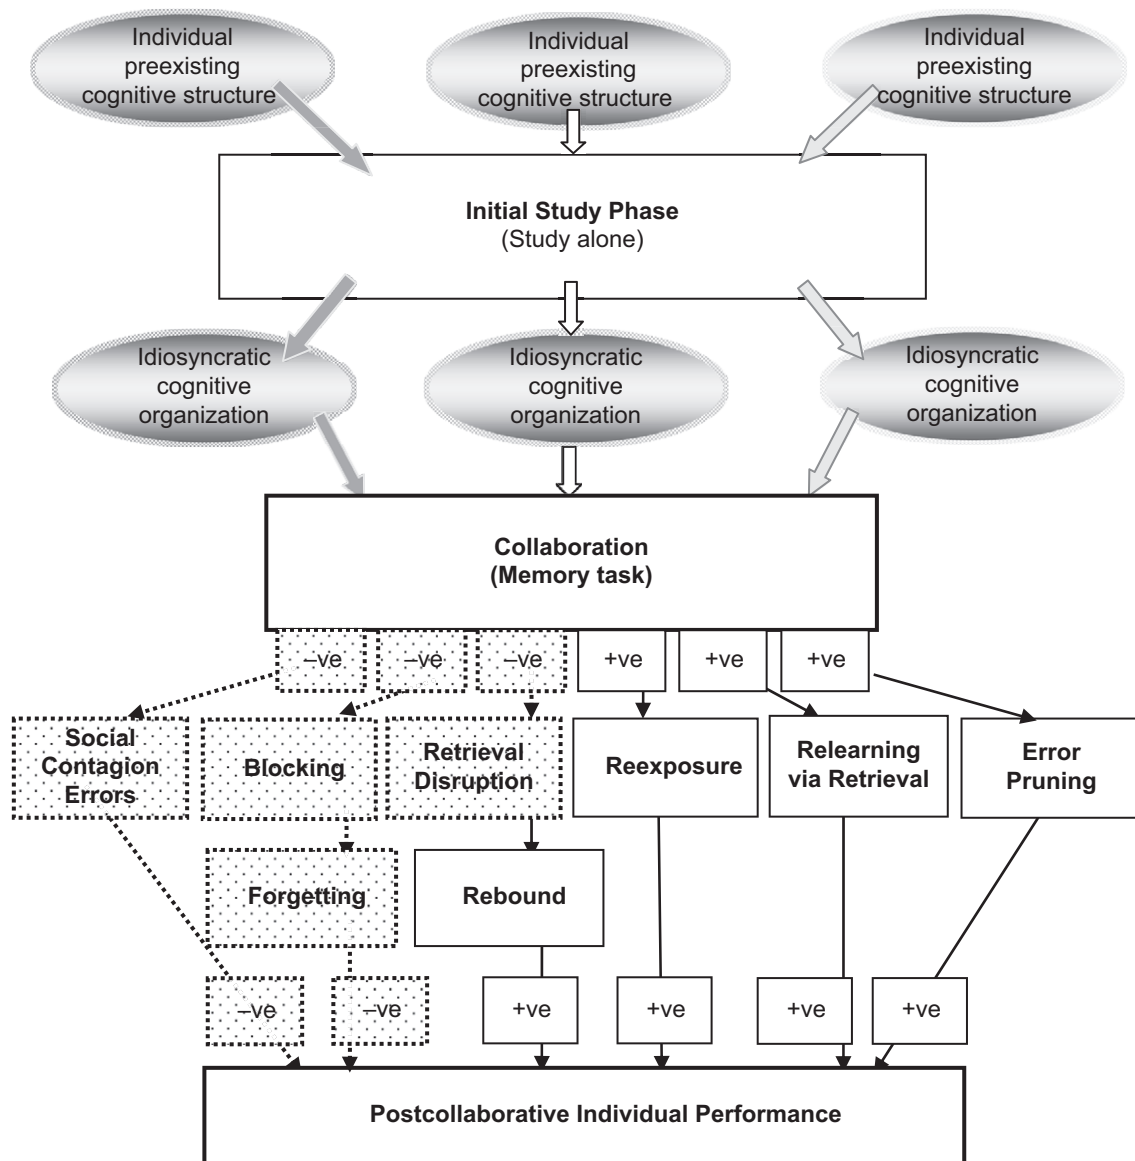 Individual
preexisting
cognitive structure
Individual
preexisting
cognitive structure
Individual
preexisting
cognitive structure
Initial Study Phase
(Study alone)
Idiosyncratic
cognitive
organization
Idiosyncratic
cognitive
organization
Idiosyncratic
cognitive
organization
Collaboration
(Memory task)
–ve
–ve
–ve
+ve
+ve
+ve
Social
Contagion
Errors
Blocking
Retrieval
Disruption
Reexposure
Relearning
via Retrieval
Error
Pruning
Forgetting
Rebound
–ve
–ve
+ve
+ve
+ve
+ve
Postcollaborative Individual Performance